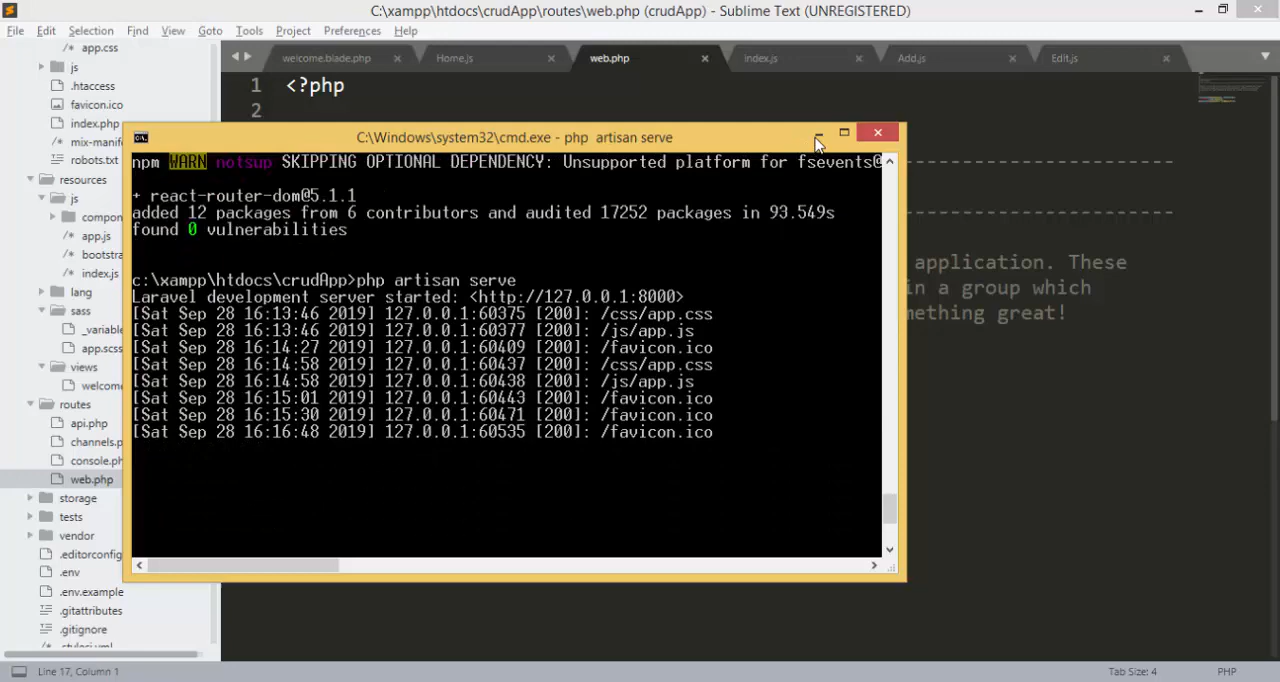 C:\xampp\htdocs\crudApp\routes\web.php (crudApp) - Sublime Text (UNREGISTERED)
File Edit Selection Find View Goto Tools Project Preferences Help
welcome.blade.php Home.js web.php Index.js Add.js Edit.js
/* app.css
js
.htaccess
favicon.ico
index.php
mix-manif
robots.txt
resources
js
compon
/* app.js
/* bootstra
/* index.js
lang
sass
/* _variable
/* app.scss
views
welcome
routes
api.php
channels.p
console.ph
web.php
storage
tests
vendor
.editorconfig
.env
.env.example
.gitattributes
.gitignore
.styleci.yml
1 <?php
2
C:\Windows\system32\cmd.exe - php artisan serve
npm WARN notsup SKIPPING OPTIONAL DEPENDENCY: Unsupported platform for fsevents@
+ react-router-dom@5.1.1
added 12 packages from 6 contributors and audited 17252 packages in 93.549s
found 0 vulnerabilities
c:\xampp\htdocs\crudApp>php artisan serve
Laravel development server started: <http://127.0.0.1:8000>
[Sat Sep 28 16:13:46 2019] 127.0.0.1:60375 [200]: /css/app.css
[Sat Sep 28 16:13:46 2019] 127.0.0.1:60377 [200]: /js/app.js
[Sat Sep 28 16:14:27 2019] 127.0.0.1:60409 [200]: /favicon.ico
[Sat Sep 28 16:14:58 2019] 127.0.0.1:60437 [200]: /css/app.css
[Sat Sep 28 16:14:58 2019] 127.0.0.1:60438 [200]: /js/app.js
[Sat Sep 28 16:15:01 2019] 127.0.0.1:60443 [200]: /favicon.ico
[Sat Sep 28 16:15:30 2019] 127.0.0.1:60471 [200]: /favicon.ico
[Sat Sep 28 16:16:48 2019] 127.0.0.1:60535 [200]: /favicon.ico
application. These
in a group which
mething great!
Line 17, Column 1 Tab Size: 4 PHP